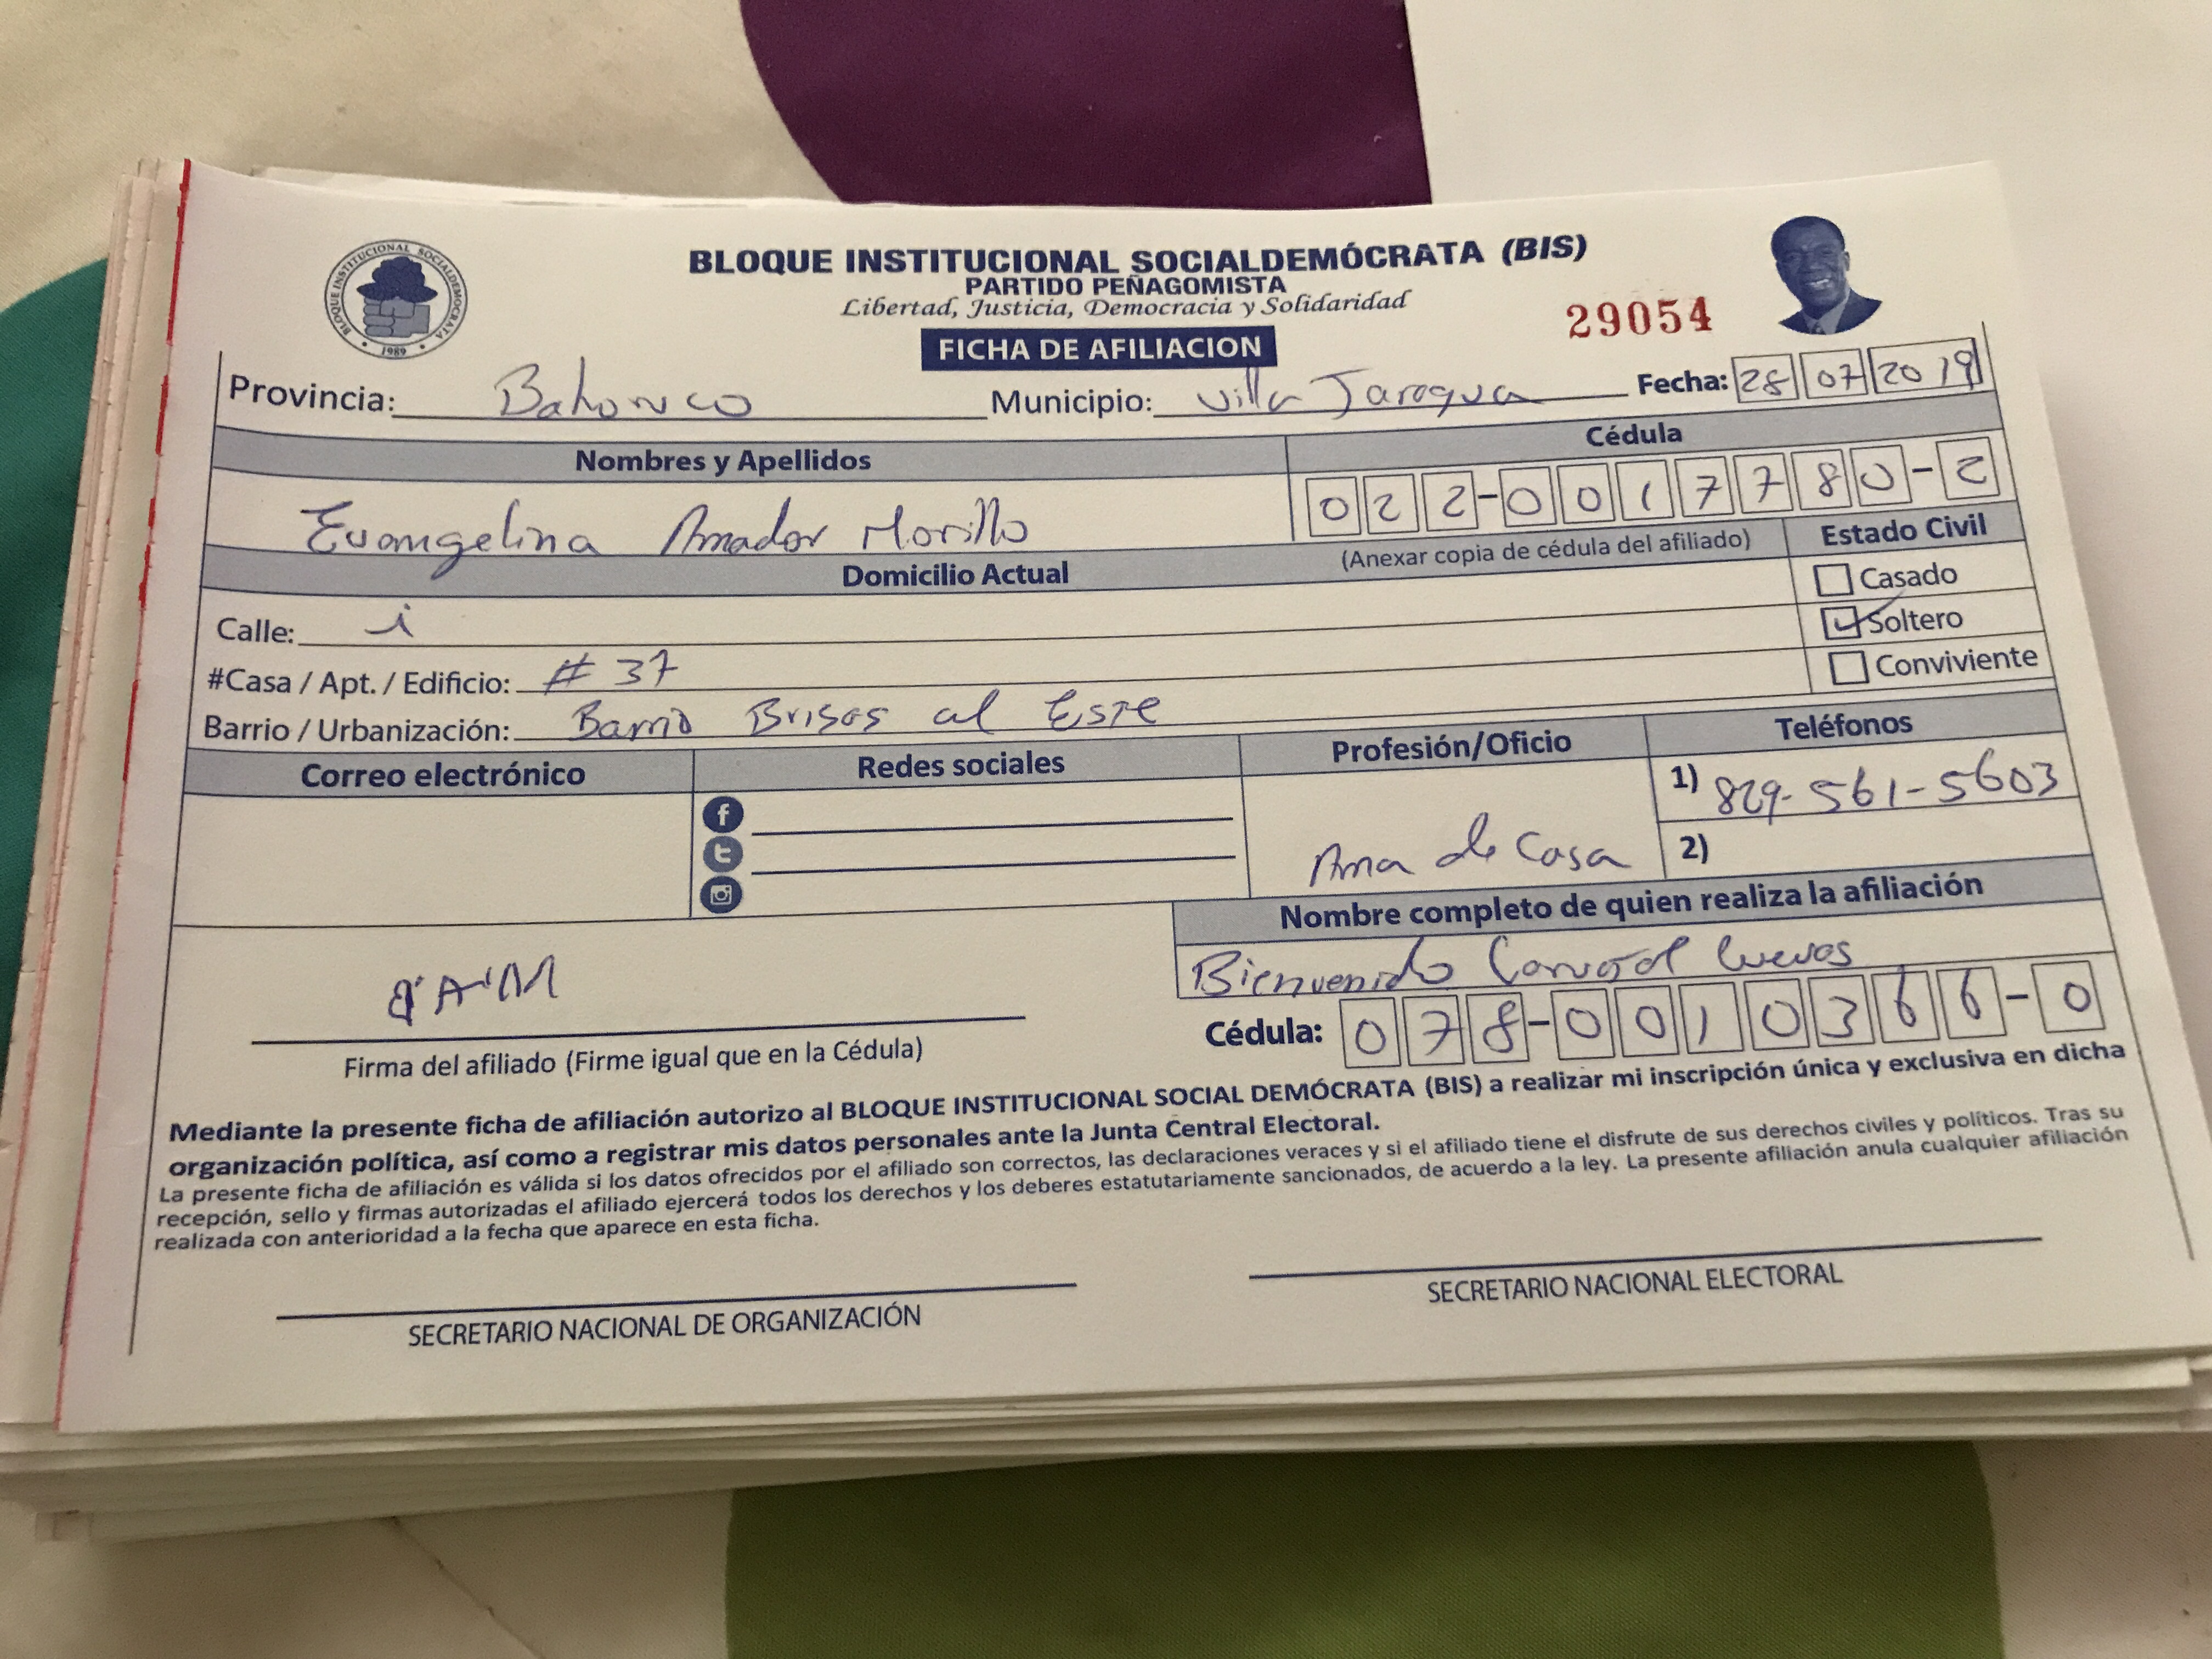 BLOQUE INSTITUCIONAL SOCIALDEMÓCRATA (BIS)
PARTIDO PEÑAGOMISTA
Libertad, Justicia, Democracia y Solidaridad
29054
FICHA DE AFILIACION
BLOQUE INSTITUCIONAL SOCIALDEMOCRATA
1989
Provincia: Bahoruco Municipio: Villa Jaragua Fecha: 28 07 2019
Nombres y Apellidos Cédula
Evangelina Amador Morillo 022-0017780-2
(Anexar copia de cédula del afiliado) Estado Civil
Domicilio Actual
Casado
Calle: i
Soltero
#Casa / Apt. / Edificio: # 37
Conviviente
Barrio / Urbanización: Barrio Brisas al Este
Correo electrónico Redes sociales Profesión/Oficio Teléfonos
1) 829-561-5603
Ama de Casa
2)
Nombre completo de quien realiza la afiliación
Bienvenido Cuevas
Cédula: 078-0010366-0
Firma del afiliado (Firme igual que en la Cédula)
Mediante la presente ficha de afiliación autorizo al BLOQUE INSTITUCIONAL SOCIAL DEMÓCRATA (BIS) a realizar mi inscripción única y exclusiva en dicha
organización política, así como a registrar mis datos personales ante la Junta Central Electoral.
La presente ficha de afiliación es válida si los datos ofrecidos por el afiliado son correctos, las declaraciones veraces y si el afiliado tiene el disfrute de sus derechos civiles y políticos. Tras su
recepción, sello y firmas autorizadas el afiliado ejercerá todos los derechos y los deberes estatutariamente sancionados, de acuerdo a la ley. La presente afiliación anula cualquier afiliación
realizada con anterioridad a la fecha que aparece en esta ficha.
SECRETARIO NACIONAL DE ORGANIZACIÓN
SECRETARIO NACIONAL ELECTORAL